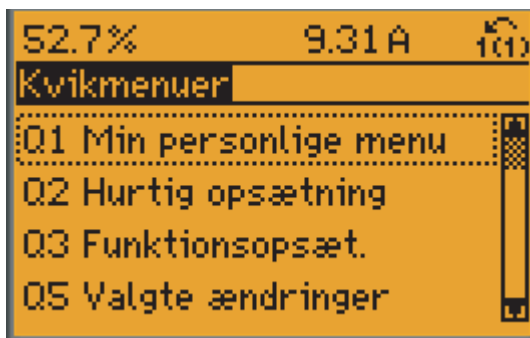 52.7% 9.31 A 1(1)
Kvikmenuer
Q1 Min personlige menu
Q2 Hurtig opsætning
Q3 Funktionsopsæt.
Q5 Valgte ændringer